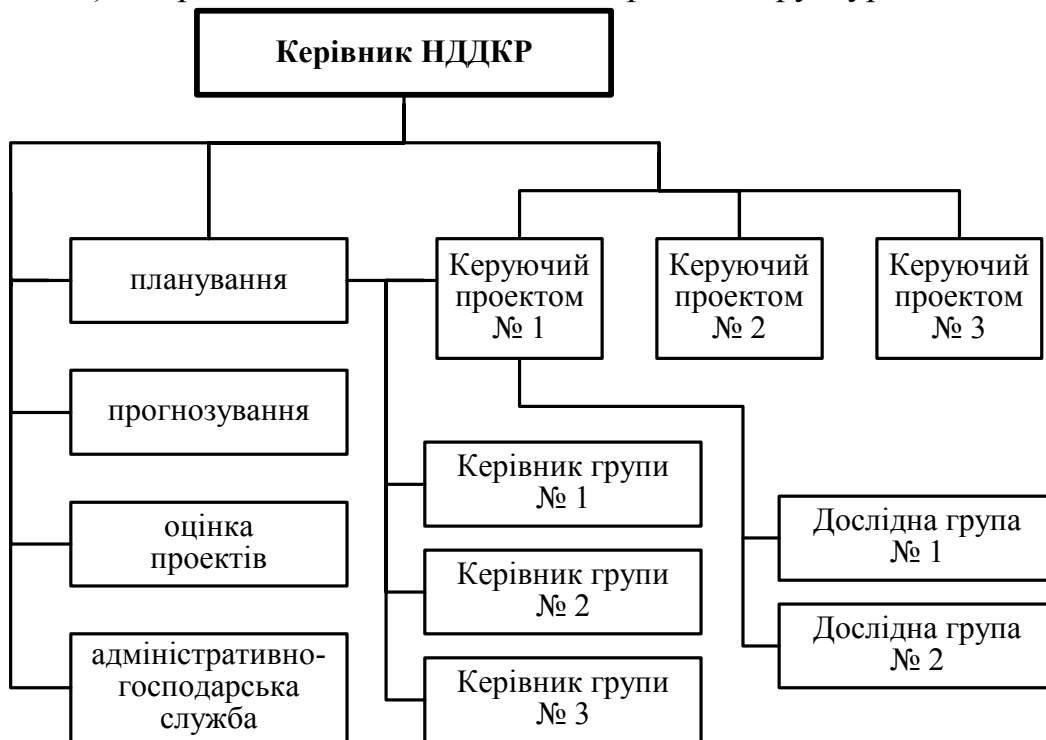 Керівник НДДКР
планування
Керуючий
проектом
№ 1
Керуючий
проектом
№ 2
Керуючий
проектом
№ 3
прогнозування
оцінка
проектів
адміністративно-
господарська
служба
Керівник групи
№ 1
Керівник групи
№ 2
Керівник групи
№ 3
Дослідна група
№ 1
Дослідна група
№ 2